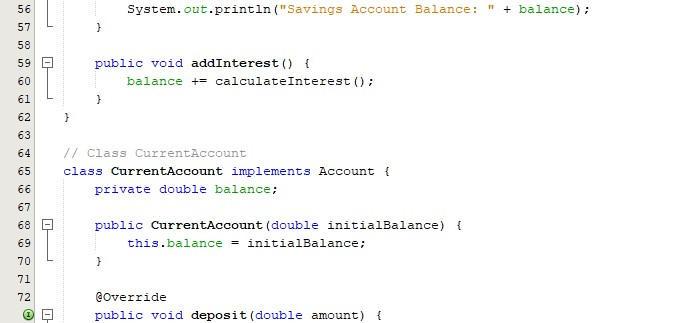 56 System.out.println("Savings Account Balance: " + balance);
57 }
58
59 public void addInterest() {
60 balance += calculateInterest();
61 }
62 }
63
64 // Class CurrentAccount
65 class CurrentAccount implements Account {
66 private double balance;
67
68 public CurrentAccount(double initialBalance) {
69 this.balance = initialBalance;
70 }
71
72 @Override
public void deposit(double amount) {